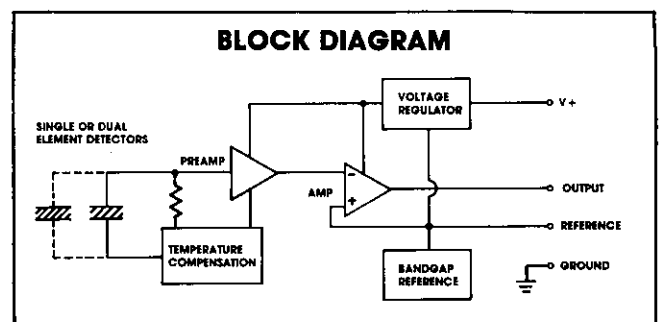 BLOCK DIAGRAM
VOLTAGE
REGULATOR
V +
SINGLE OR DUAL
ELEMENT DETECTORS
PREAMP
−
+
AMP
OUTPUT
REFERENCE
TEMPERATURE
COMPENSATION
BANDGAP
REFERENCE
GROUND